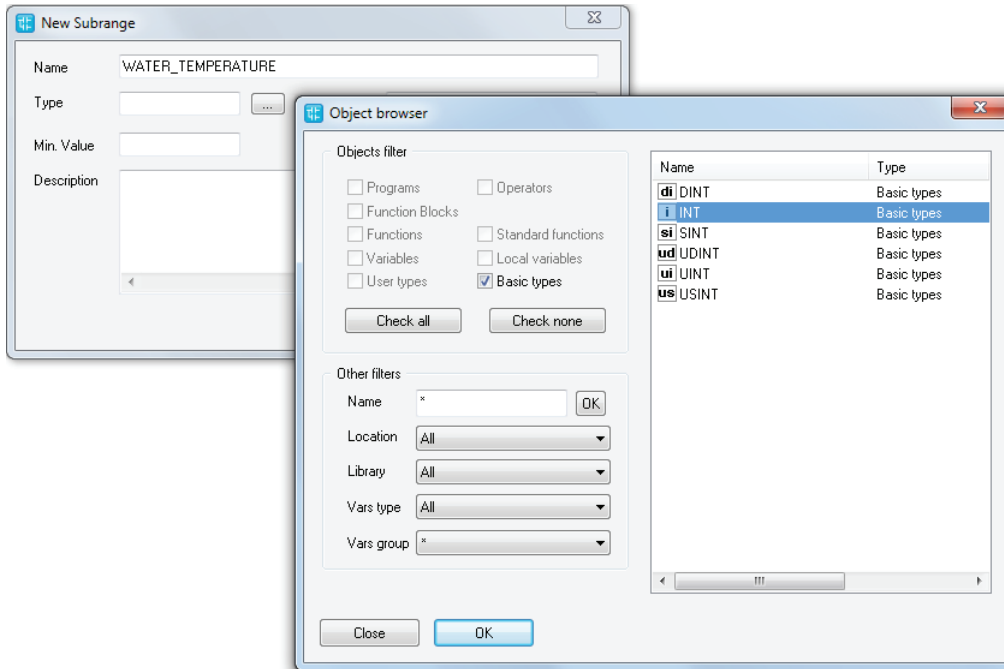 New Subrange
Name WATER_TEMPERATURE
Type ...
Min. Value
Description
Object browser
Objects filter
Programs Operators
Function Blocks
Functions Standard functions
Variables Local variables
User types Basic types
Check all Check none
Other filters
Name * OK
Location All
Library All
Vars type All
Vars group *
Close OK
Name Type
di DINT Basic types
i INT Basic types
si SINT Basic types
ud UDINT Basic types
ui UINT Basic types
us USINT Basic types